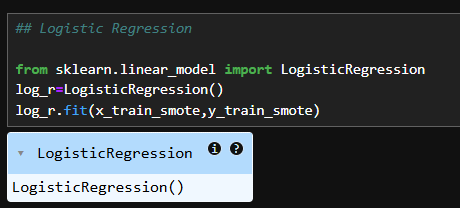 ## Logistic Regression
from sklearn.linear_model import LogisticRegression
log_r=LogisticRegression()
log_r.fit(x_train_smote,y_train_smote)
▾ LogisticRegression i ?
LogisticRegression()